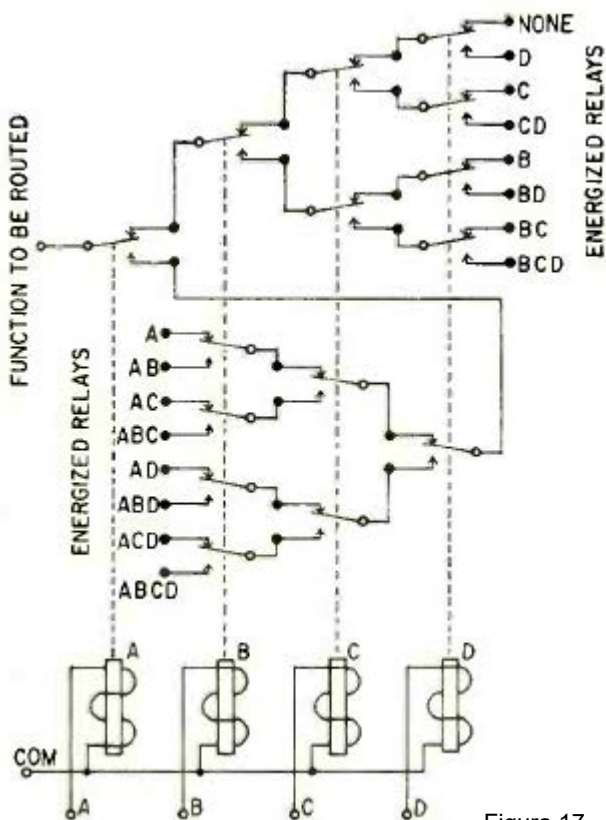 NONE
D
C
CD
B
BD
BC
BCD
ENERGIZED RELAYS
FUNCTION TO BE ROUTED
A
AB
AC
ABC
AD
ABD
ACD
ABCD
ENERGIZED RELAYS
A
B
C
D
COM
A
B
C
D
Figure 17